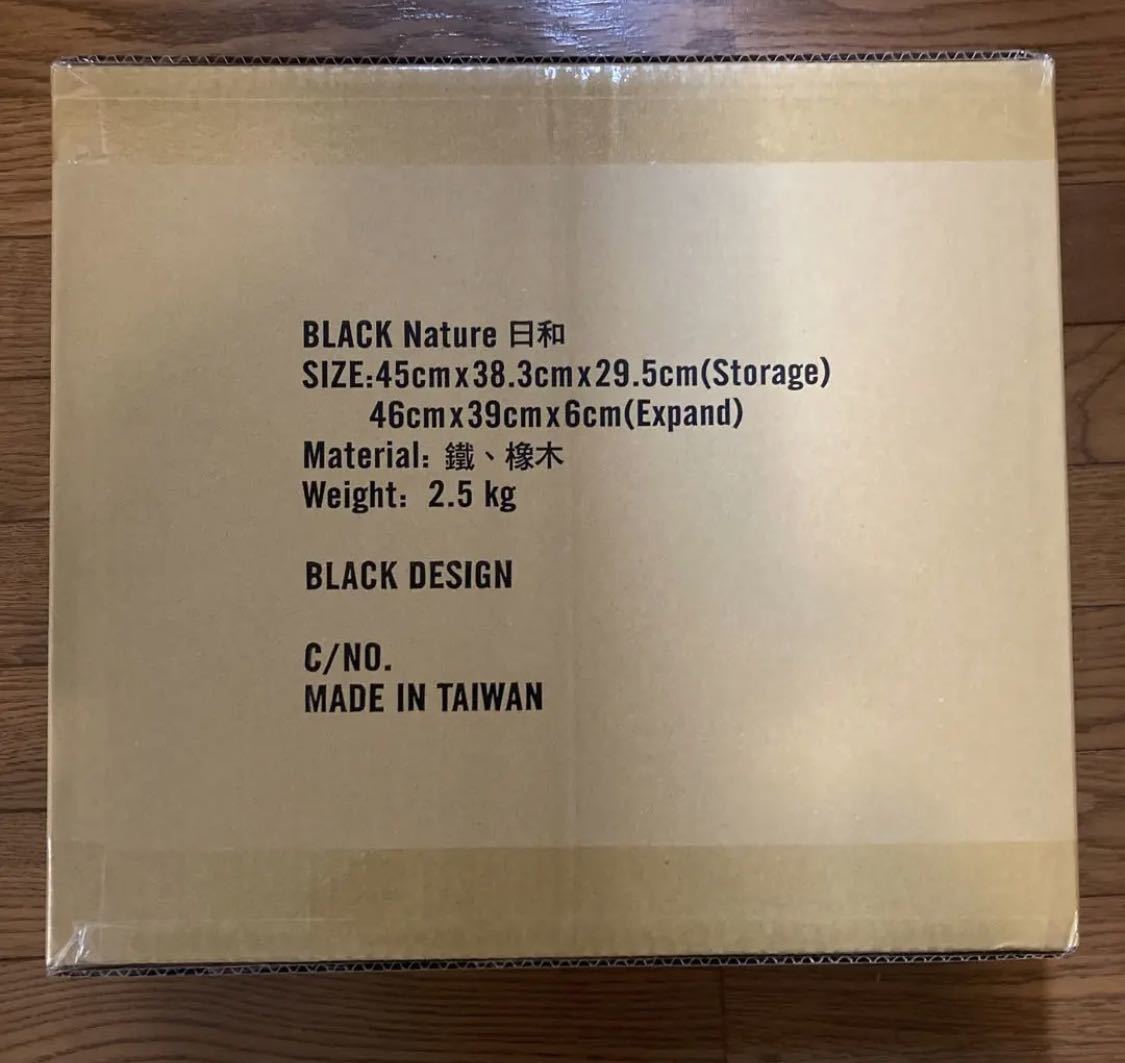 BLACK Nature 日和
SIZE:45cmx38.3cmx29.5cm(Storage)
46cmx39cmx6cm(Expand)
Material: 鐵、橡木
Weight: 2.5 kg
BLACK DESIGN
C/NO.
MADE IN TAIWAN